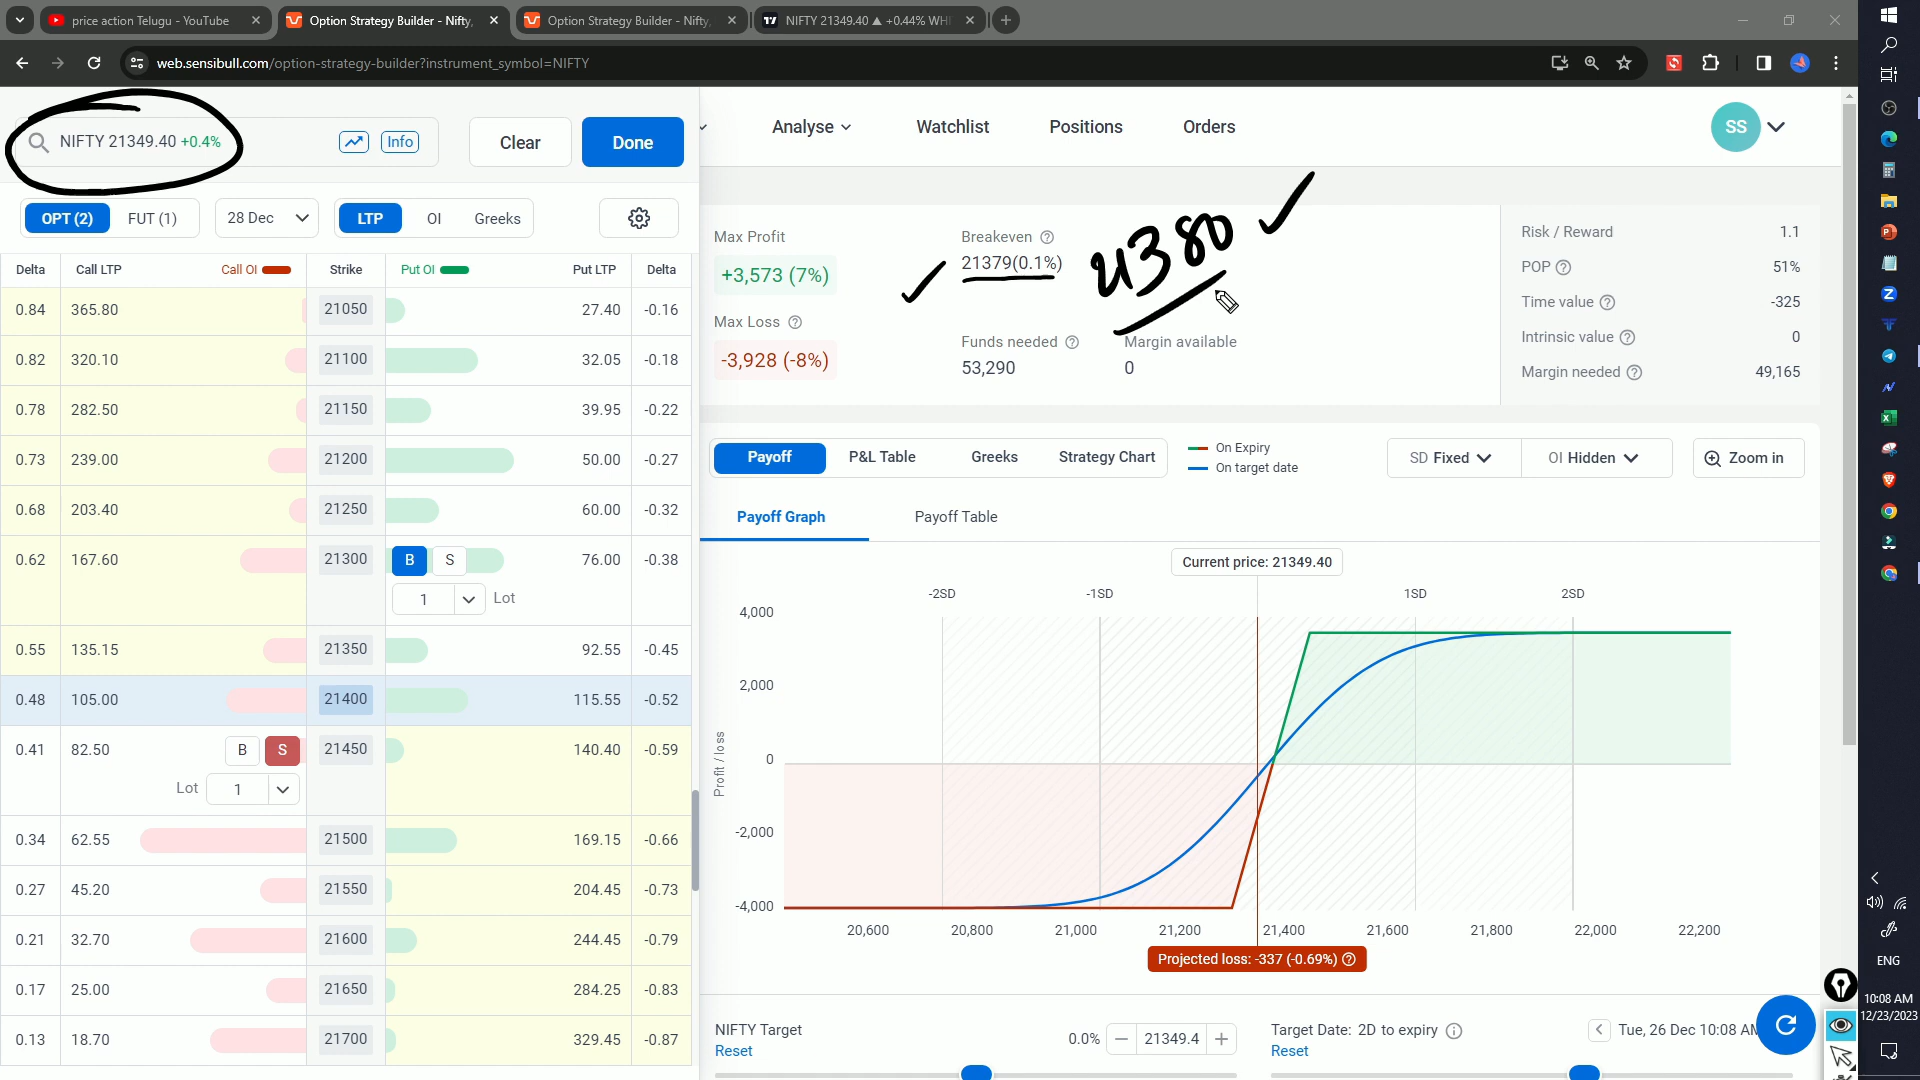 price action Telugu - YouTube
Option Strategy Builder - Nifty,
Option Strategy Builder - Nifty,
NIFTY 21349.40 ▲ +0.44%
web.sensibull.com/option-strategy-builder?instrument_symbol=NIFTY
NIFTY 21349.40 +0.4%
Info
Clear
Done
Analyse
Watchlist
Positions
Orders
SS
OPT (2)
FUT (1)
28 Dec
LTP
OI
Greeks
Delta Call LTP Call OI Strike Put OI Put LTP Delta
0.84 365.80 21050 27.40 -0.16
0.82 320.10 21100 32.05 -0.18
0.78 282.50 21150 39.95 -0.22
0.73 239.00 21200 50.00 -0.27
0.68 203.40 21250 60.00 -0.32
0.62 167.60 21300 B S 76.00 -0.38
1 Lot
0.55 135.15 21350 92.55 -0.45
0.48 105.00 21400 115.55 -0.52
0.41 82.50 B S 21450 140.40 -0.59
Lot 1
0.34 62.55 21500 169.15 -0.66
0.27 45.20 21550 204.45 -0.73
0.21 32.70 21600 244.45 -0.79
0.17 25.00 21650 284.25 -0.83
0.13 18.70 21700 329.45 -0.87
Max Profit
+3,573 (7%)
Max Loss
-3,928 (-8%)
Breakeven
21379(0.1%)
21380
Funds needed
53,290
Margin available
0
Risk / Reward 1.1
POP 51%
Time value -325
Intrinsic value 0
Margin needed 49,165
Payoff
P&L Table
Greeks
Strategy Chart
On Expiry
On target date
SD Fixed
OI Hidden
Zoom in
Payoff Graph
Payoff Table
Current price: 21349.40
-2SD -1SD 1SD 2SD
4,000
2,000
0
-2,000
-4,000
Profit / loss
20,600 20,800 21,000 21,200 21,400 21,600 21,800 22,000 22,200
Projected loss: -337 (-0.69%)
NIFTY Target
Reset
0.0% − 21349.4 +
Target Date: 2D to expiry
Reset
Tue, 26 Dec 10:08 AM
ENG
10:08 AM
12/23/2023